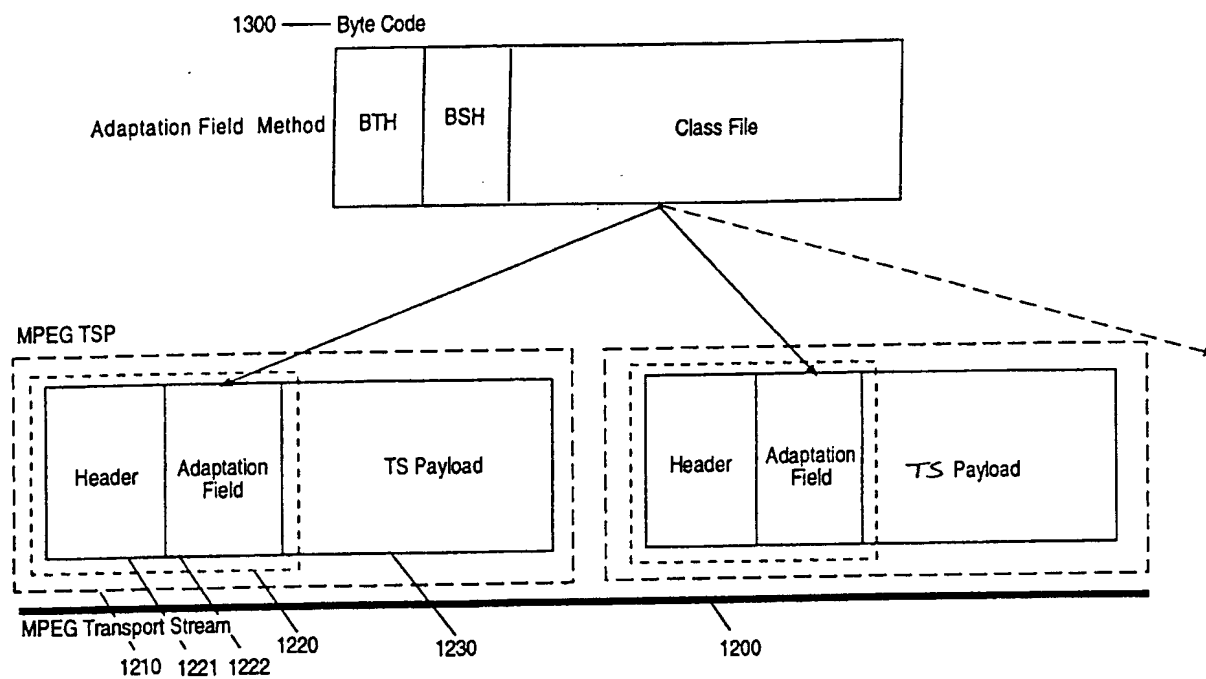 1300 Byte Code
Adaptation Field Method
BTH
BSH
Class File
MPEG TSP
Header
Adaptation
Field
TS Payload
Header
Adaptation
Field
TS Payload
MPEG Transport Stream
1210
1221
1222
1220
1230
1200